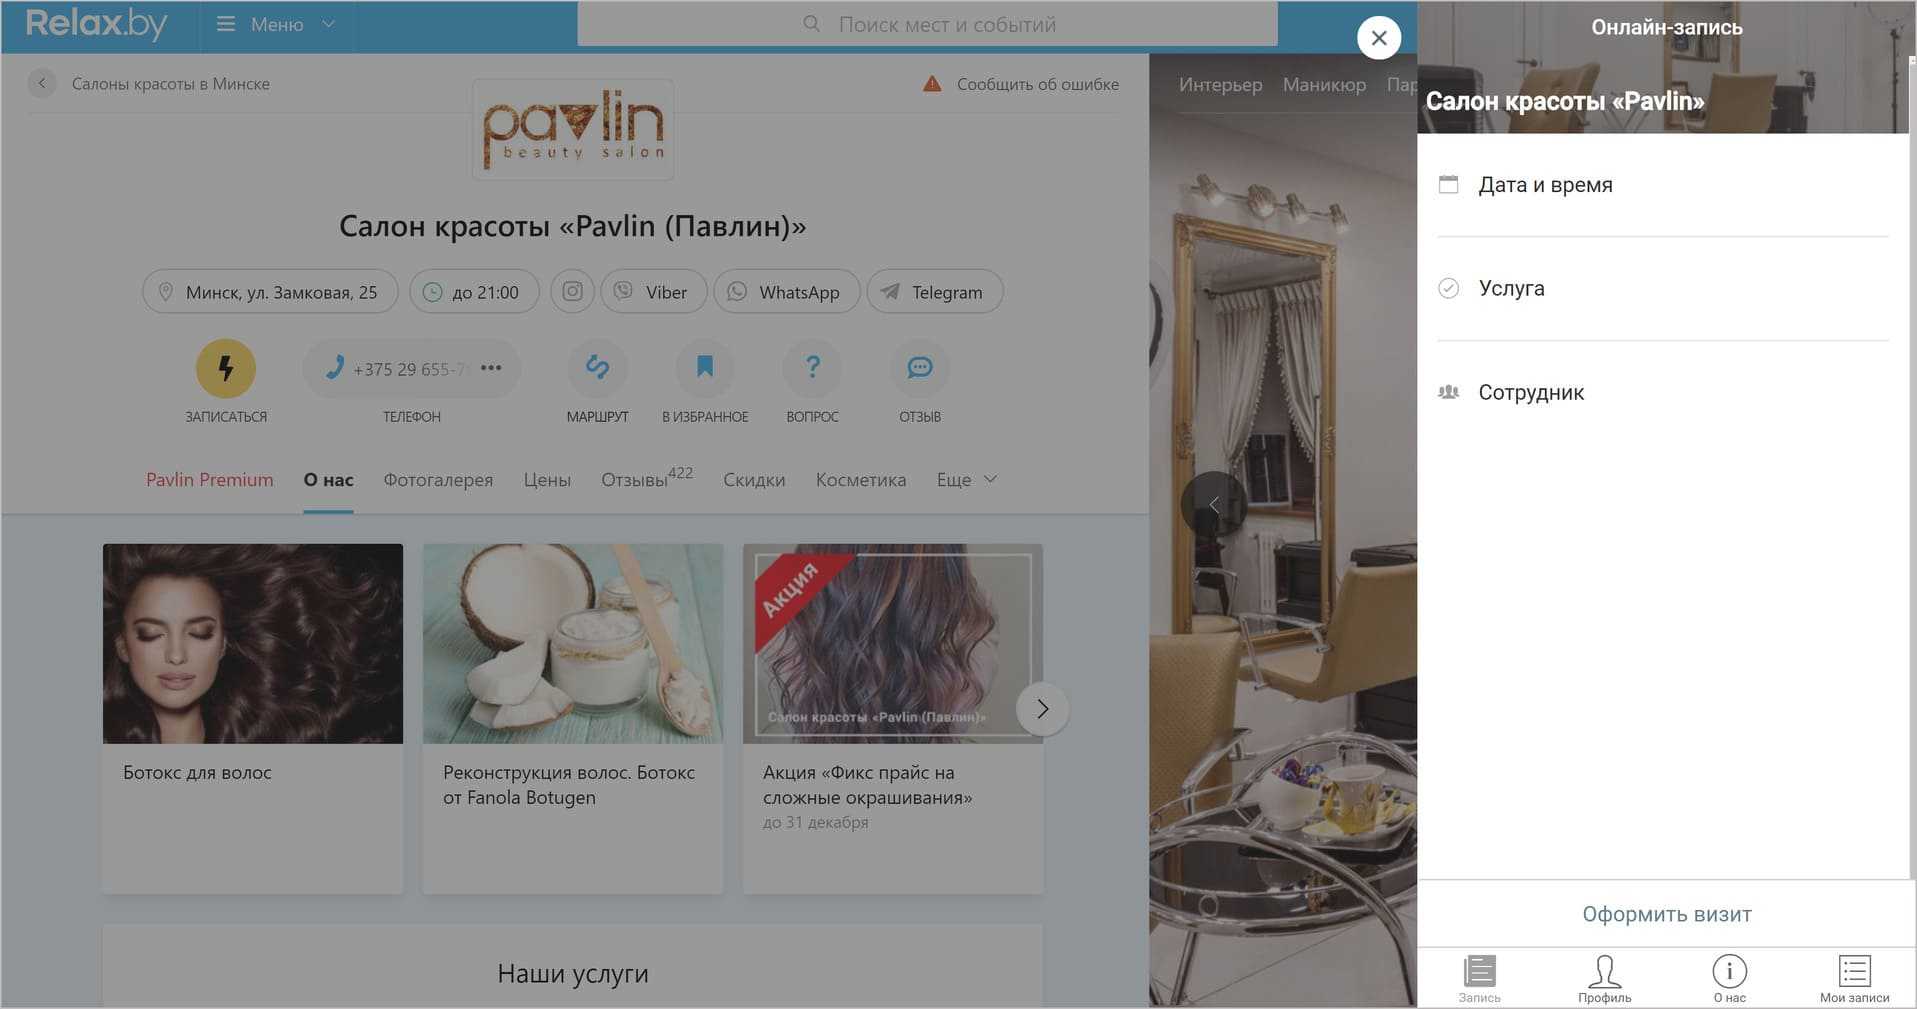 Relax.by
Меню
Поиск мест и событий
Салоны красоты в Минске
Сообщить об ошибке
pavlin
beauty salon
Салон красоты «Pavlin (Павлин)»
Минск, ул. Замковая, 25
до 21:00
Viber
WhatsApp
Telegram
+375 29 655-7
ЗАПИСАТЬСЯ
ТЕЛЕФОН
МАРШРУТ
В ИЗБРАННОЕ
ВОПРОС
ОТЗЫВ
Pavlin Premium
О нас
Фотогалерея
Цены
Отзывы422
Скидки
Косметика
Еще
Акция
Салон красоты «Pavlin (Павлин)»
Ботокс для волос
Реконструкция волос. Ботокс
от Fanola Botugen
Акция «Фикс прайс на
сложные окрашивания»
до 31 декабря
Наши услуги
Интерьер
Маникюр
Пар
Онлайн-запись
Салон красоты «Pavlin»
Дата и время
Услуга
Сотрудник
Оформить визит
Запись
Профиль
О нас
Мои записи